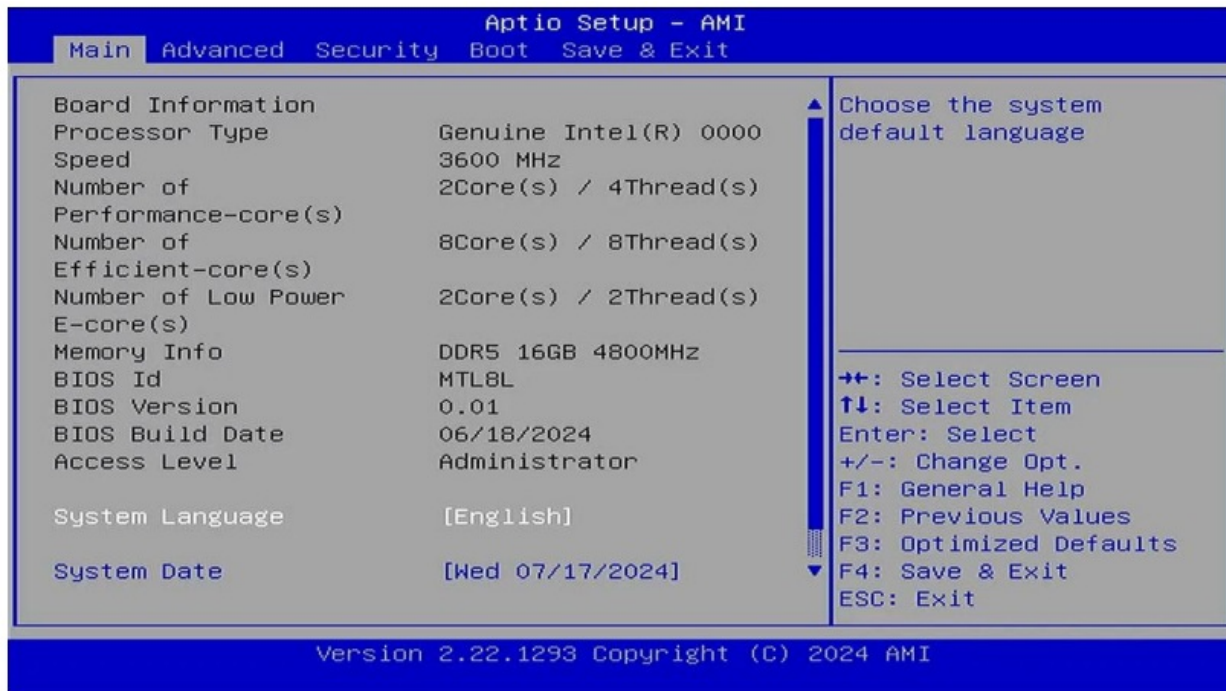 Aptio Setup – AMI
Main Advanced Security Boot Save & Exit
Board Information
Processor Type Genuine Intel(R) 0000
Speed 3600 MHz
Number of 2Core(s) / 4Thread(s)
Performance-core(s)
Number of 8Core(s) / 8Thread(s)
Efficient-core(s)
Number of Low Power 2Core(s) / 2Thread(s)
E-core(s)
Memory Info DDR5 16GB 4800MHz
BIOS Id MTL8L
BIOS Version 0.01
BIOS Build Date 06/18/2024
Access Level Administrator
System Language [English]
System Date [Wed 07/17/2024]
Choose the system
default language
→←: Select Screen
↑↓: Select Item
Enter: Select
+/-: Change Opt.
F1: General Help
F2: Previous Values
F3: Optimized Defaults
F4: Save & Exit
ESC: Exit
Version 2.22.1293 Copyright (C) 2024 AMI